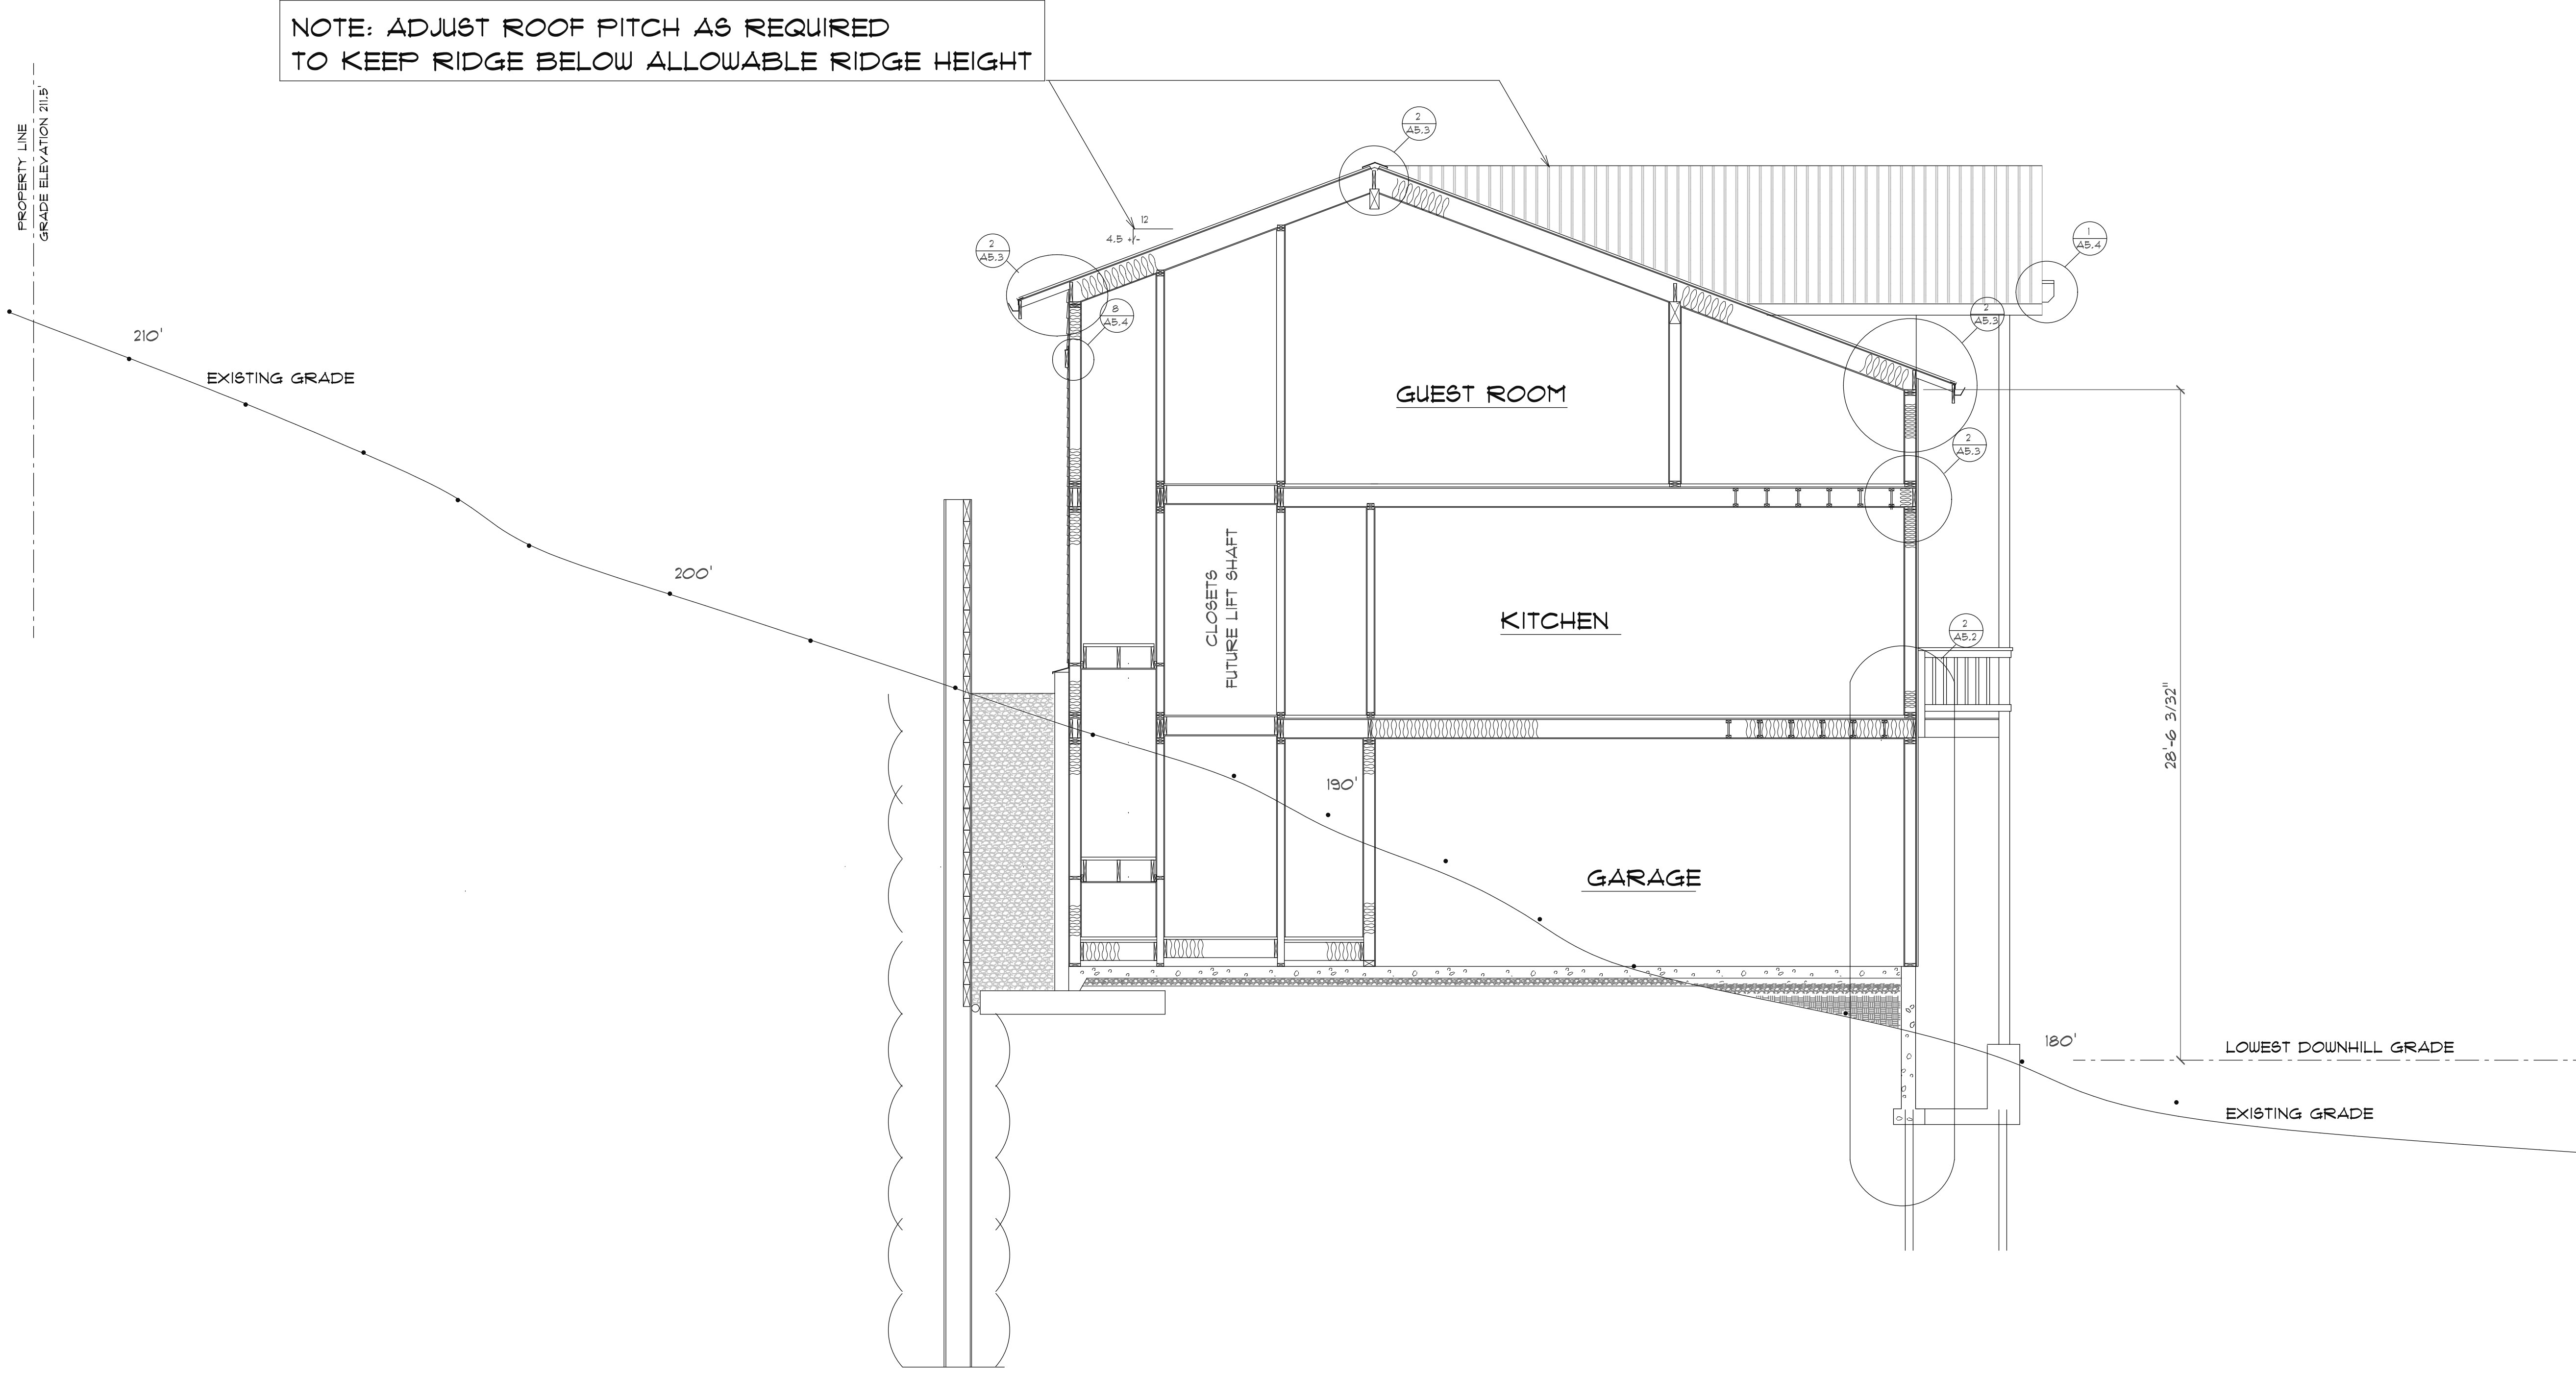 NOTE: ADJUST ROOF PITCH AS REQUIRED
TO KEEP RIDGE BELOW ALLOWABLE RIDGE HEIGHT
PROPERTY LINE
GRADE ELEVATION 211.5'
2
A5.3
12
4.5 +/-
2
A5.3
1
A5.4
8
A5.4
2
A5.3
210'
EXISTING GRADE
GUEST ROOM
2
A5.3
200'
CLOSETS
FUTURE LIFT SHAFT
KITCHEN
2
A5.2
28'-6 3/32"
190'
GARAGE
180'
LOWEST DOWNHILL GRADE
EXISTING GRADE